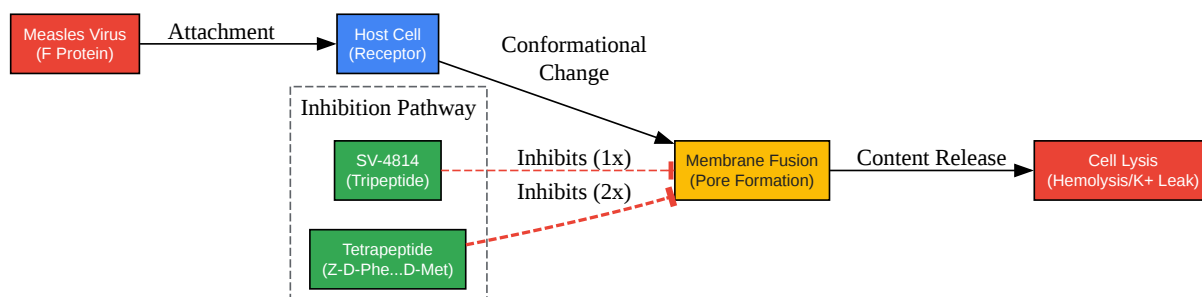 Measles Virus
(F Protein)
Attachment
Host Cell
(Receptor)
Conformational
Change
Inhibition Pathway
SV-4814
(Tripeptide)
Inhibits (1x)
Inhibits (2x)
Membrane Fusion
(Pore Formation)
Content Release
Cell Lysis
(Hemolysis/K+ Leak)
Tetrapeptide
(Z-D-Phe...D-Met)